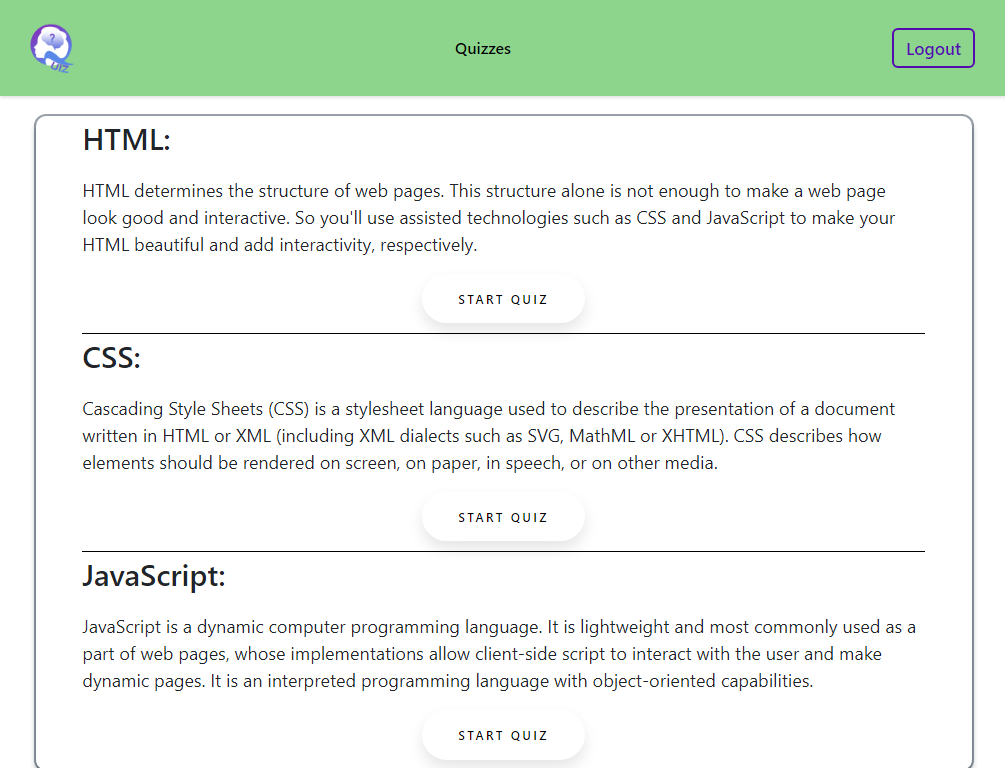 ?
UIZ
Quizzes
Logout
HTML:
HTML determines the structure of web pages. This structure alone is not enough to make a web page
look good and interactive. So you'll use assisted technologies such as CSS and JavaScript to make your
HTML beautiful and add interactivity, respectively.
START QUIZ
CSS:
Cascading Style Sheets (CSS) is a stylesheet language used to describe the presentation of a document
written in HTML or XML (including XML dialects such as SVG, MathML or XHTML). CSS describes how
elements should be rendered on screen, on paper, in speech, or on other media.
START QUIZ
JavaScript:
JavaScript is a dynamic computer programming language. It is lightweight and most commonly used as a
part of web pages, whose implementations allow client-side script to interact with the user and make
dynamic pages. It is an interpreted programming language with object-oriented capabilities.
START QUIZ